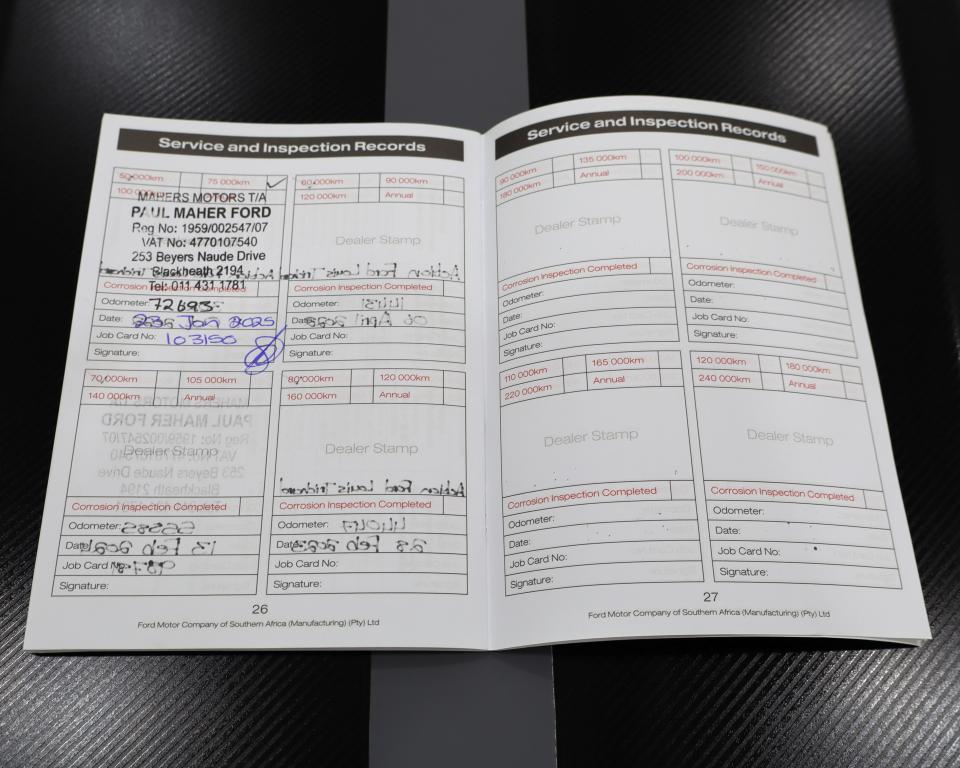 Service and Inspection Records
50 000km 75 000km ✓
100 000km
MAHERS MOTORS T/A
PAUL MAHER FORD
Reg No: 1959/002547/07
VAT No: 4770107540
253 Beyers Naude Drive
Blackheath 2194
Tel: 011 431 1781
Corrosion Inspection Completed
Odometer: 72693
Date: 23 Jan 2025
Job Card No: 103150
Signature:
60 000km 90 000km
120 000km Annual
Dealer Stamp
Corrosion Inspection Completed
Odometer:
Date:
Job Card No:
Signature:
70 000km 105 000km
140 000km Annual
Dealer Stamp
Corrosion Inspection Completed
Odometer:
Date:
Job Card No:
Signature:
80 000km 120 000km
160 000km Annual
Dealer Stamp
Corrosion Inspection Completed
Odometer:
Date:
Job Card No:
Signature:
26
Ford Motor Company of Southern Africa (Manufacturing) (Pty) Ltd
Service and Inspection Records
90 000km 135 000km
180 000km Annual
Dealer Stamp
Corrosion Inspection Completed
Odometer:
Date:
Job Card No:
Signature:
100 000km 150 000km
200 000km Annual
Dealer Stamp
Corrosion Inspection Completed
Odometer:
Date:
Job Card No:
Signature:
110 000km 165 000km
220 000km Annual
Dealer Stamp
Corrosion Inspection Completed
Odometer:
Date:
Job Card No:
Signature:
120 000km 180 000km
240 000km Annual
Dealer Stamp
Corrosion Inspection Completed
Odometer:
Date:
Job Card No:
Signature:
27
Ford Motor Company of Southern Africa (Manufacturing) (Pty) Ltd